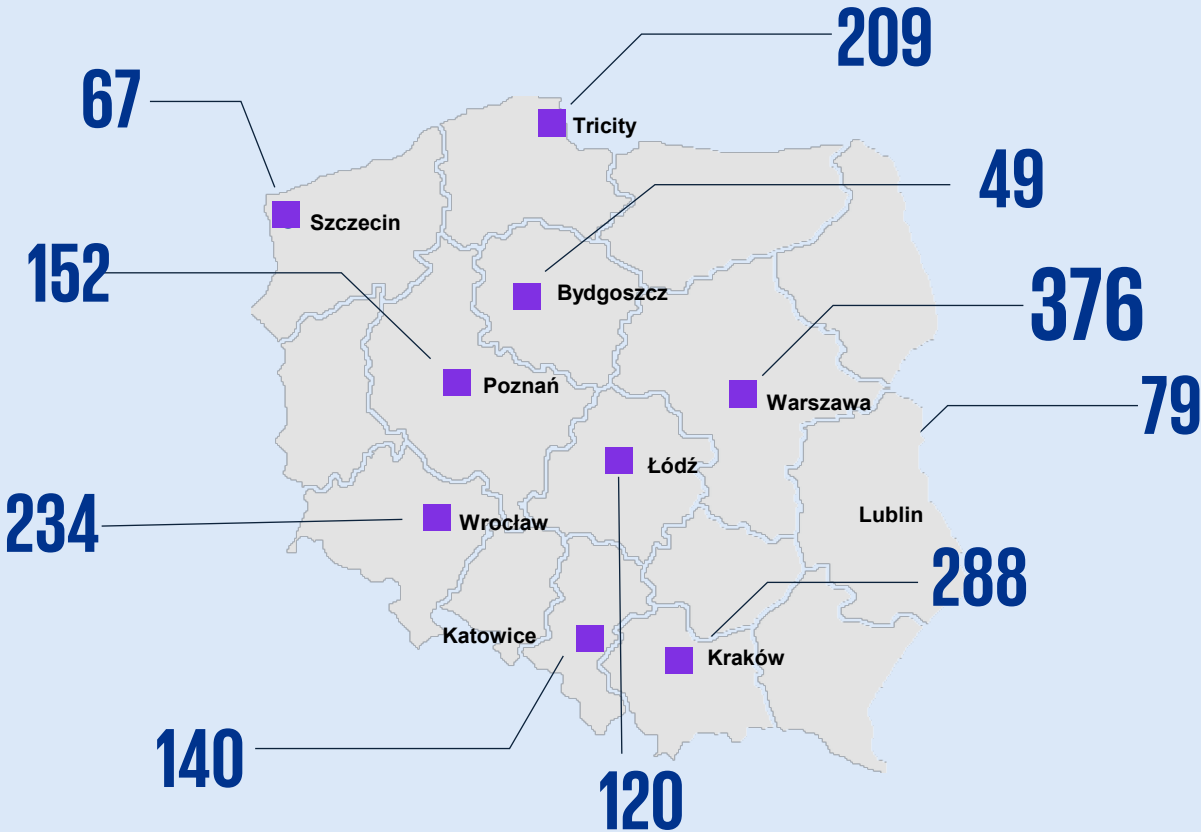 209
67
Tricity
49
Szczecin
152
Bydgoszcz
376
Poznań
Warszawa
79
Łódź
234
Wrocław
Lublin
288
Katowice
Kraków
140
120